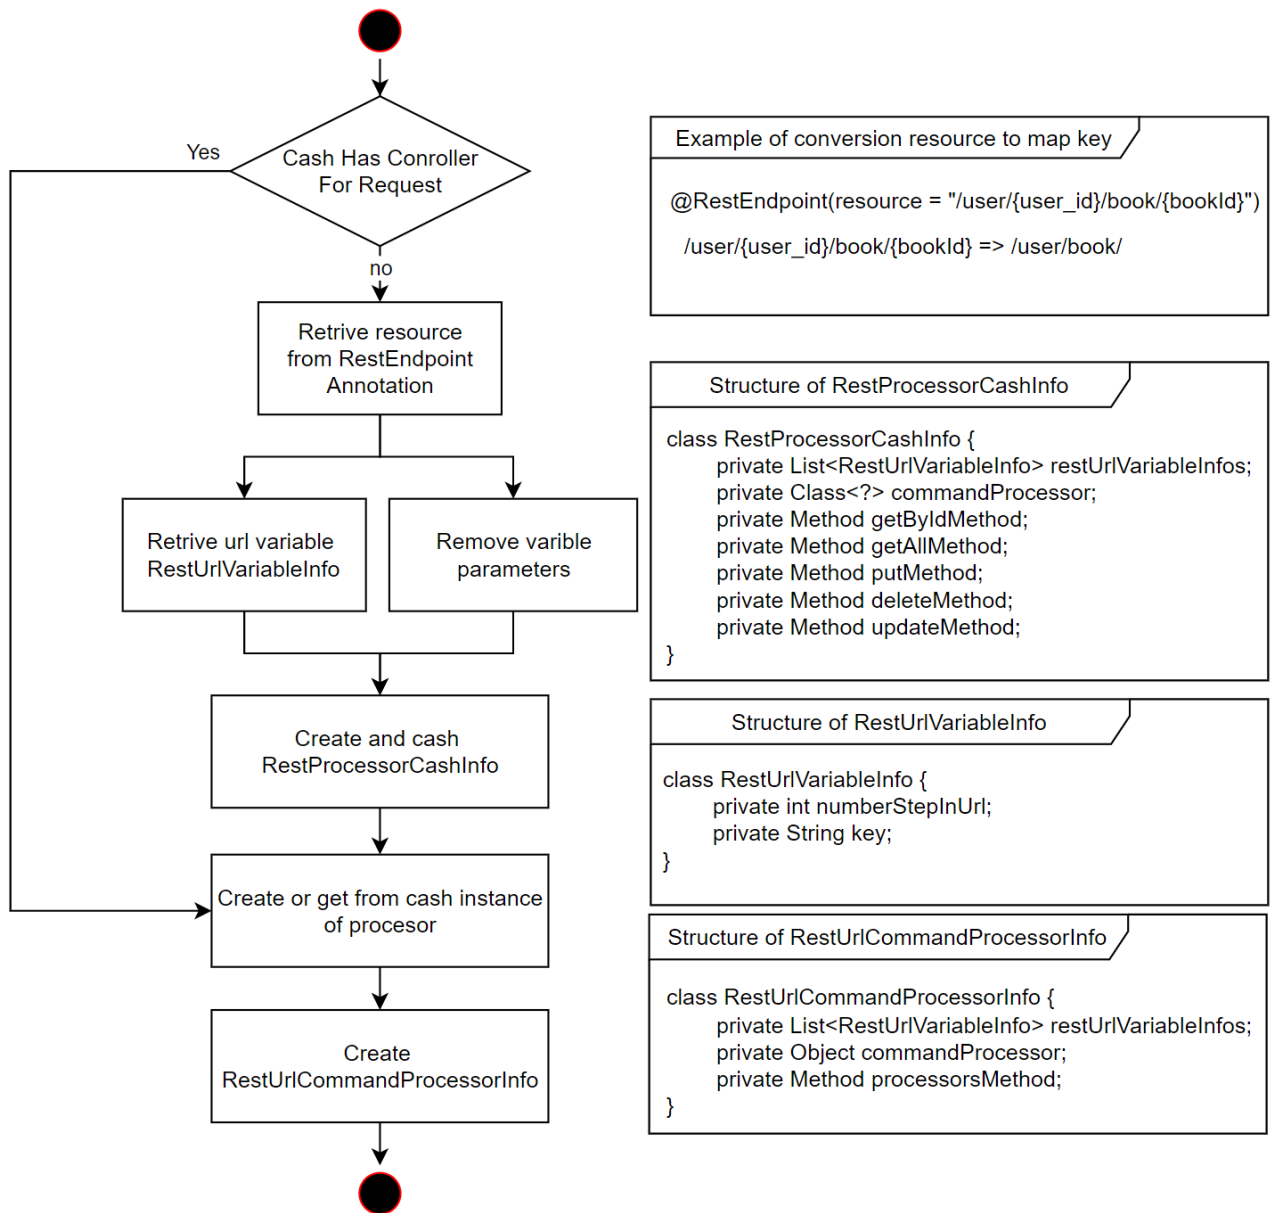 Yes
Cash Has Conroller
For Request
no
Retrive resource
from RestEndpoint
Annotation
Retrive url variable
RestUrlVariableInfo
Remove varible
parameters
Create and cash
RestProcessorCashInfo
Create or get from cash instance
of procesor
Create
RestUrlCommandProcessorInfo
Example of conversion resource to map key
@RestEndpoint(resource = "/user/{user_id}/book/{bookId}")
/user/{user_id}/book/{bookId} => /user/book/
Structure of RestProcessorCashInfo
class RestProcessorCashInfo {
private List<RestUrlVariableInfo> restUrlVariableInfos;
private Class<?> commandProcessor;
private Method getByIdMethod;
private Method getAllMethod;
private Method putMethod;
private Method deleteMethod;
private Method updateMethod;
}
Structure of RestUrlVariableInfo
class RestUrlVariableInfo {
private int numberStepInUrl;
private String key;
}
Structure of RestUrlCommandProcessorInfo
class RestUrlCommandProcessorInfo {
private List<RestUrlVariableInfo> restUrlVariableInfos;
private Object commandProcessor;
private Method processorsMethod;
}